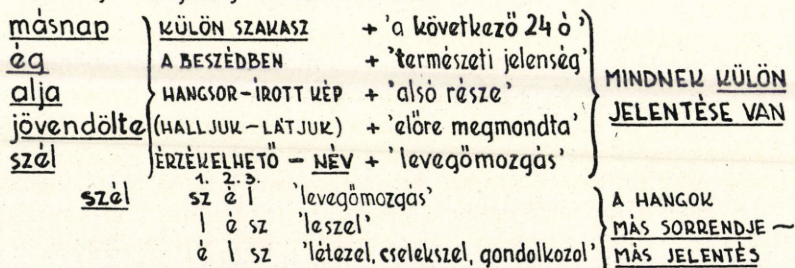 másnap KÜLÖN SZAKASZ + 'a következő 24 ó'
ég A BESZÉDBEN + 'természeti jelenség'
alja HANGSOR-ÍROTT KÉP + 'alsó része'
jövendölte (HALLJUK-LÁTJUK) + 'előre megmondta'
szél ÉRZÉKELHETŐ - NÉV + 'levegőmozgás'
MINDNEK KÜLÖN
JELENTÉSE VAN
1. 2. 3.
szél sz é l 'levegőmozgás'
l é sz 'leszel'
é l sz 'létezel, cselekszel, gondolkozol'
A HANGOK
MÁS SORRENDJE ~
MÁS JELENTÉS